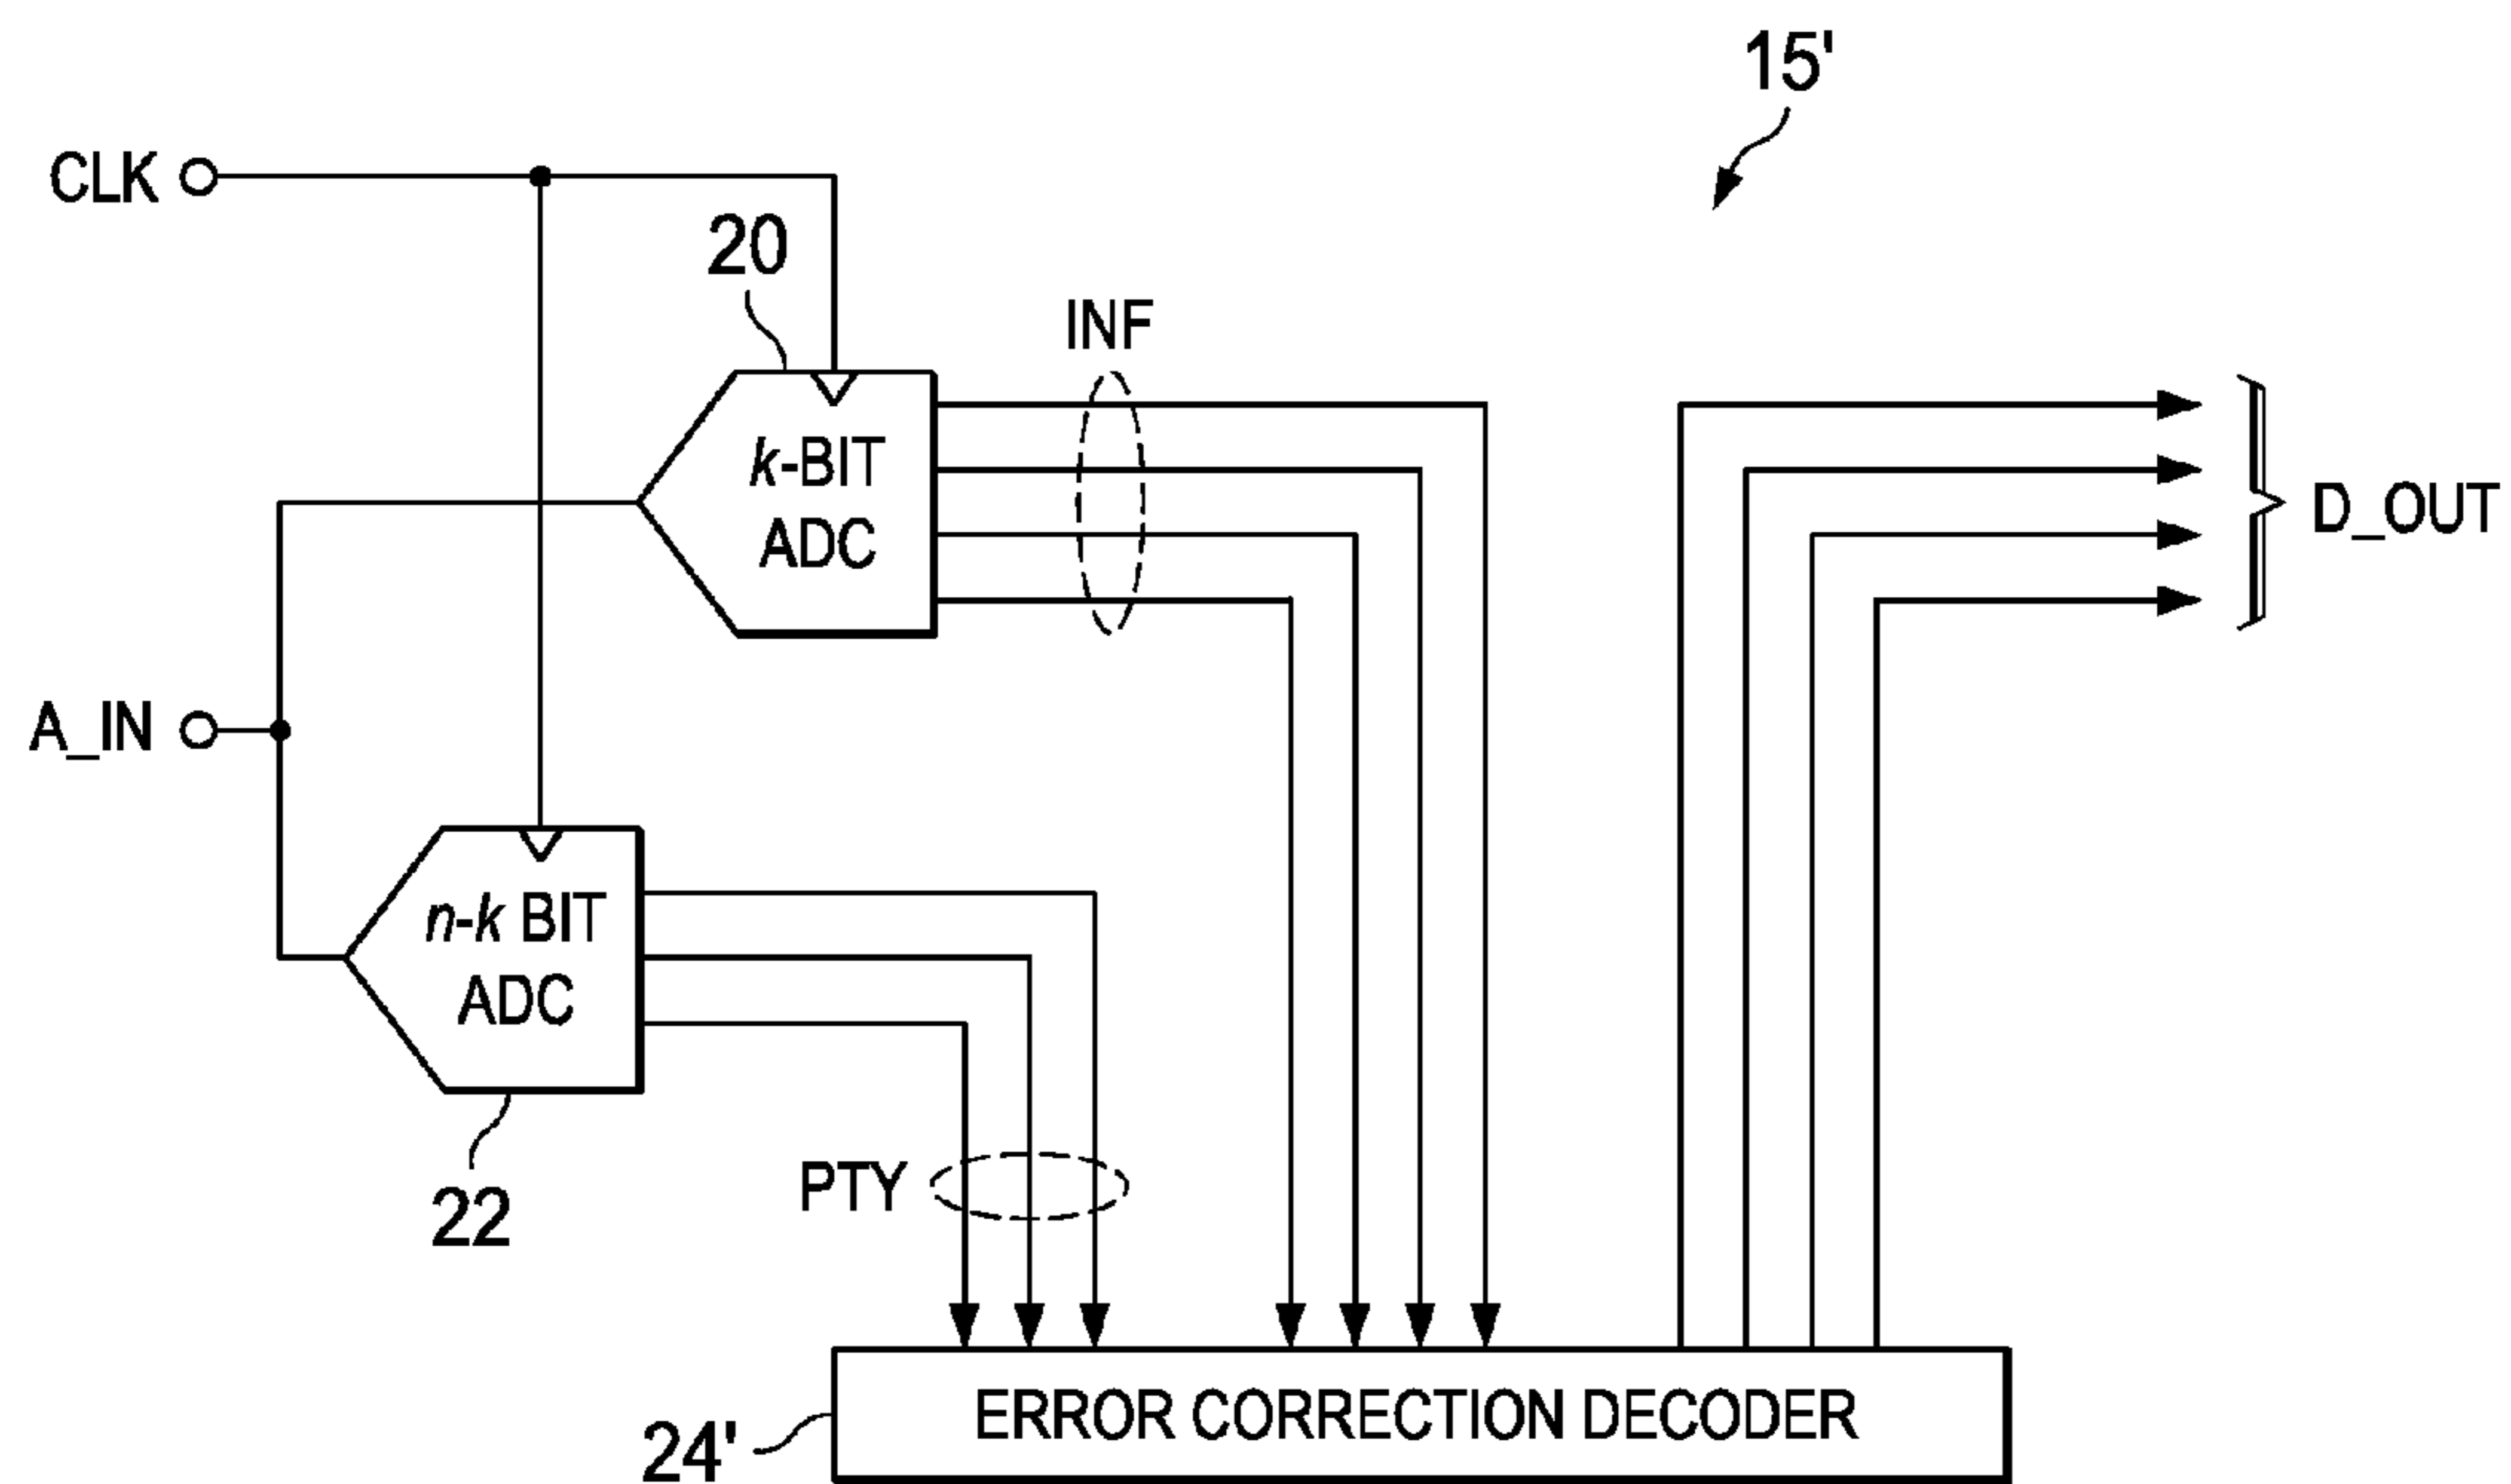 15'
CLK
20
INF
k-BIT
ADC
D_OUT
A_IN
n-k BIT
ADC
PTY
22
ERROR CORRECTION DECODER
24'